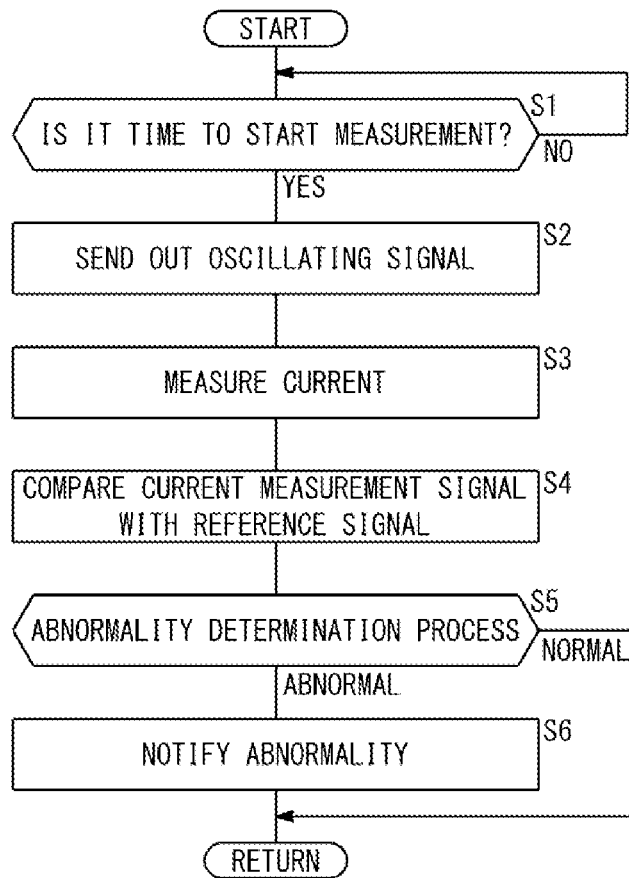 START
S1
IS IT TIME TO START MEASUREMENT?
NO
YES
S2
SEND OUT OSCILLATING SIGNAL
S3
MEASURE CURRENT
S4
COMPARE CURRENT MEASUREMENT SIGNAL
WITH REFERENCE SIGNAL
S5
ABNORMALITY DETERMINATION PROCESS
NORMAL
ABNORMAL
S6
NOTIFY ABNORMALITY
RETURN